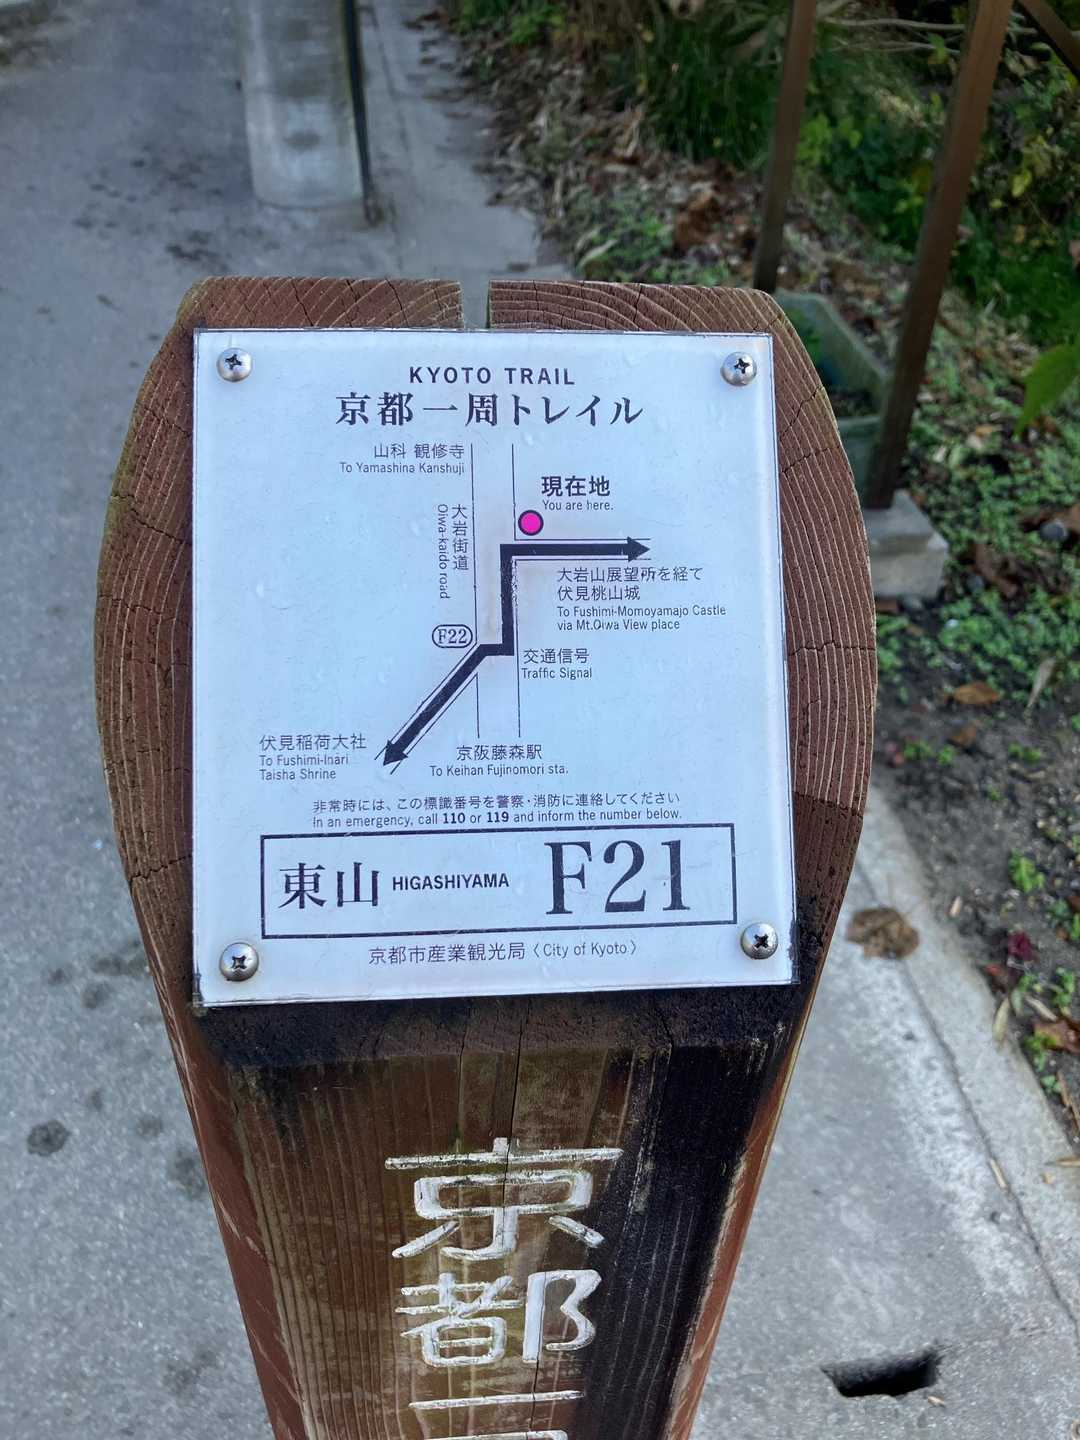 KYOTO TRAIL
京都一周トレイル
山科 観修寺
To Yamashina Kanshuji
現在地
You are here.
大岩街道
Oiwa-kaido road
大岩山展望所を経て
伏見桃山城
To Fushimi-Momoyamajo Castle
via Mt.Oiwa View place
F22
交通信号
Traffic Signal
伏見稲荷大社
To Fushimi-Inari
Taisha Shrine
京阪藤森駅
To Keihan Fujinomori sta.
非常時には、この標識番号を警察・消防に連絡してください
In an emergency, call 110 or 119 and inform the number below.
東山 HIGASHIYAMA F21
京都市産業観光局〈City of Kyoto〉
京都一